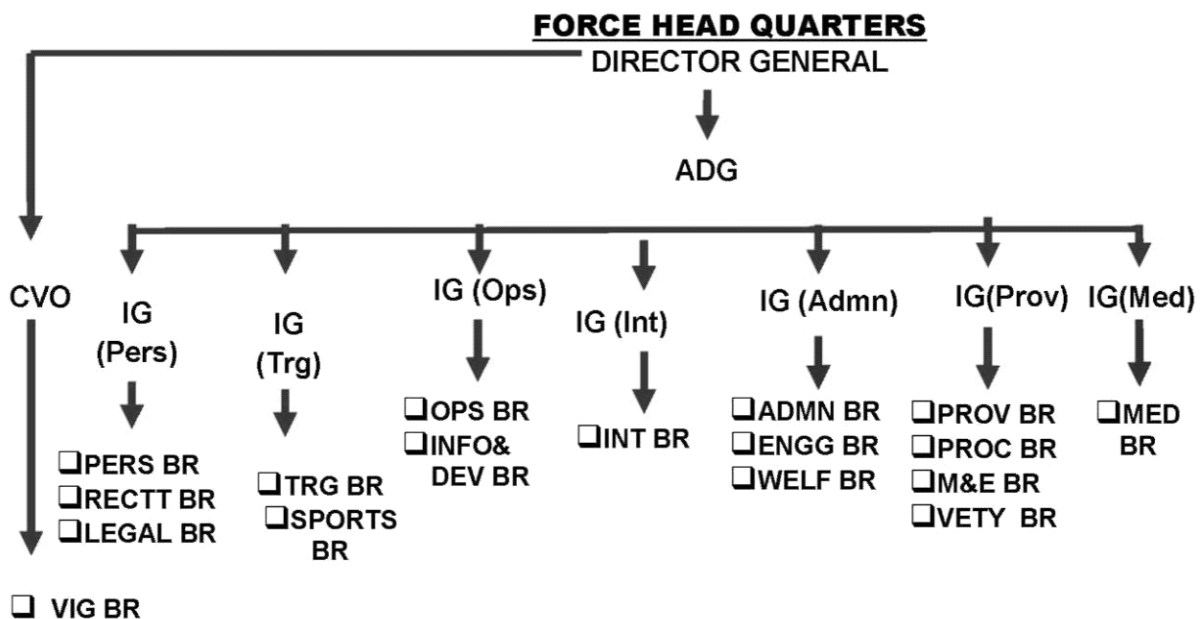 FORCE HEAD QUARTERS
DIRECTOR GENERAL
ADG
CVO
IG
(Pers)
IG
(Trg)
IG (Ops)
IG (Int)
IG (Admn)
IG(Prov)
IG(Med)
❑PERS BR
❑RECTT BR
❑LEGAL BR
❑TRG BR
❑SPORTS
BR
❑OPS BR
❑INFO&
DEV BR
❑INT BR
❑ADMN BR
❑ENGG BR
❑WELF BR
❑PROV BR
❑PROC BR
❑M&E BR
❑VETY BR
❑MED
BR
❑ VIG BR